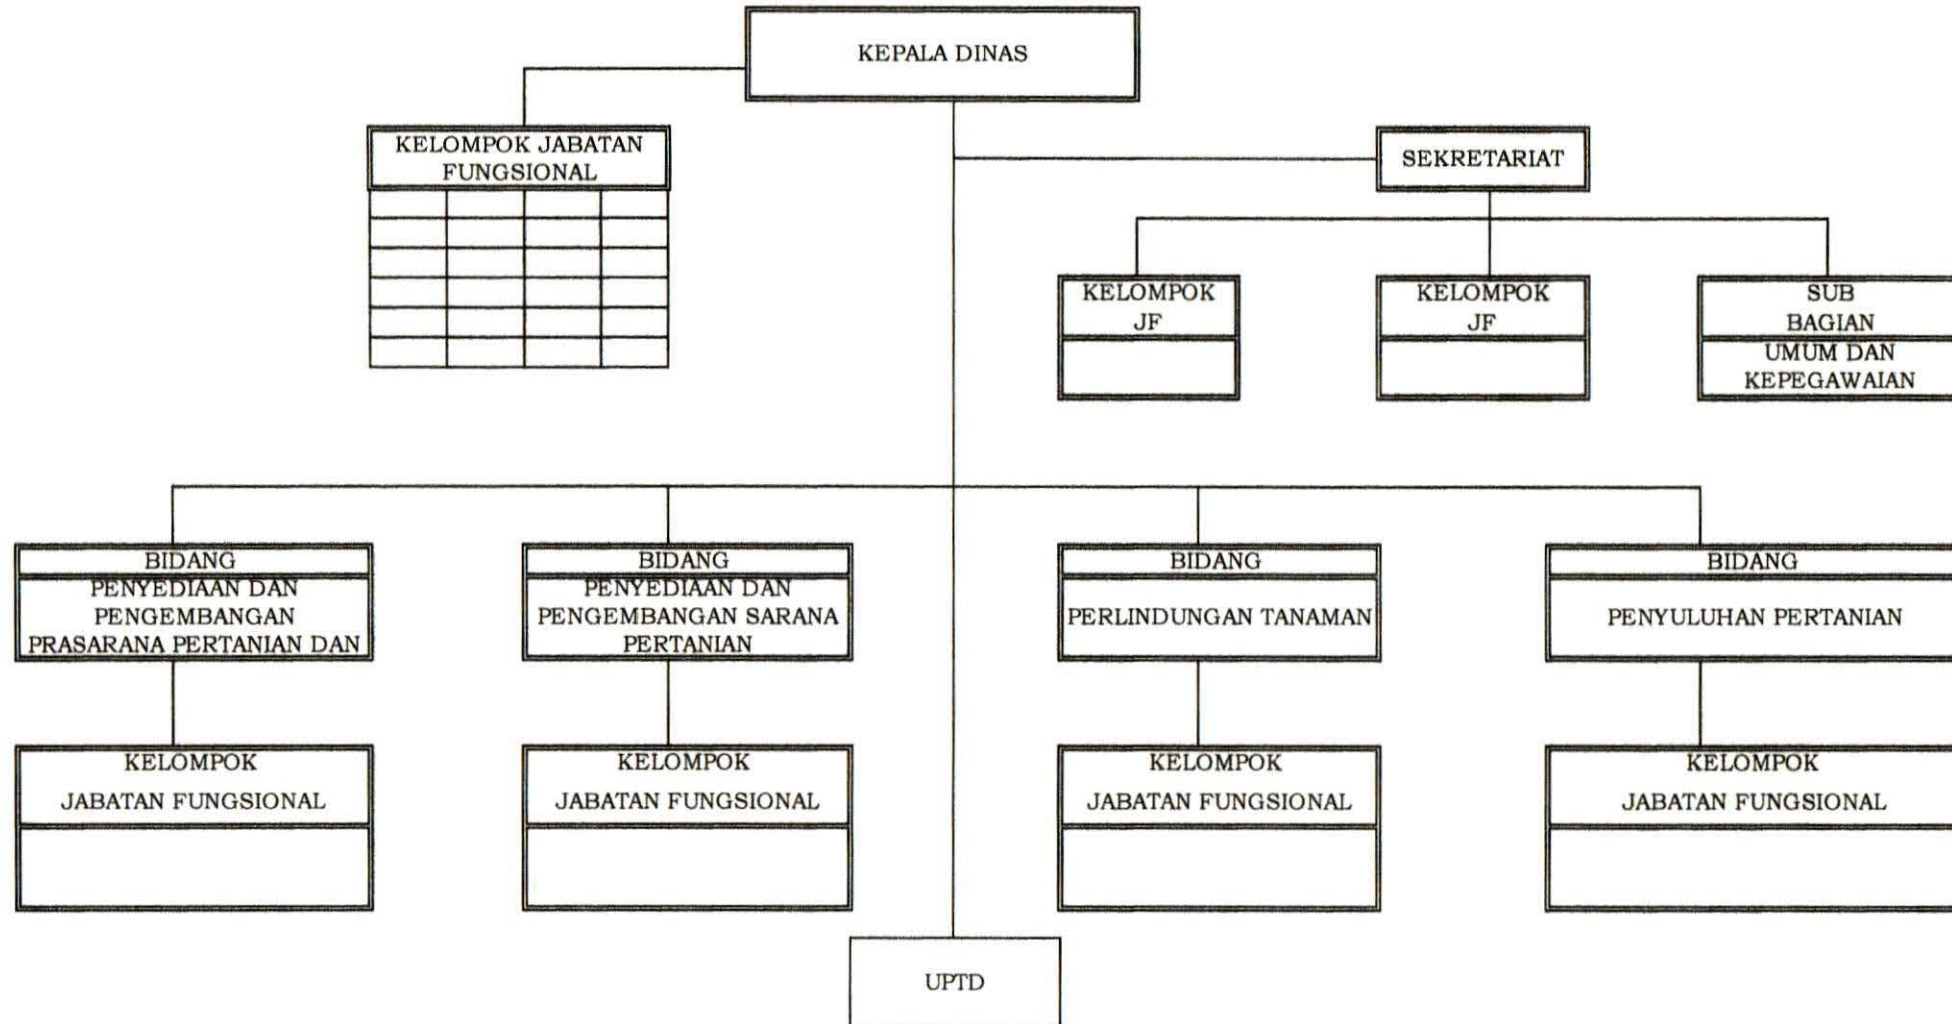 KEPALA DINAS
KELOMPOK JABATAN
FUNGSIONAL
SEKRETARIAT
KELOMPOK
JF
KELOMPOK
JF
SUB
BAGIAN
UMUM DAN
KEPEGAWAIAN
BIDANG
PENYEDIAAN DAN
PENGEMBANGAN
PRASARANA PERTANIAN DAN
BIDANG
PENYEDIAAN DAN
PENGEMBANGAN SARANA
PERTANIAN
BIDANG
PERLINDUNGAN TANAMAN
BIDANG
PENYULUHAN PERTANIAN
KELOMPOK
JABATAN FUNGSIONAL
KELOMPOK
JABATAN FUNGSIONAL
KELOMPOK
JABATAN FUNGSIONAL
KELOMPOK
JABATAN FUNGSIONAL
UPTD